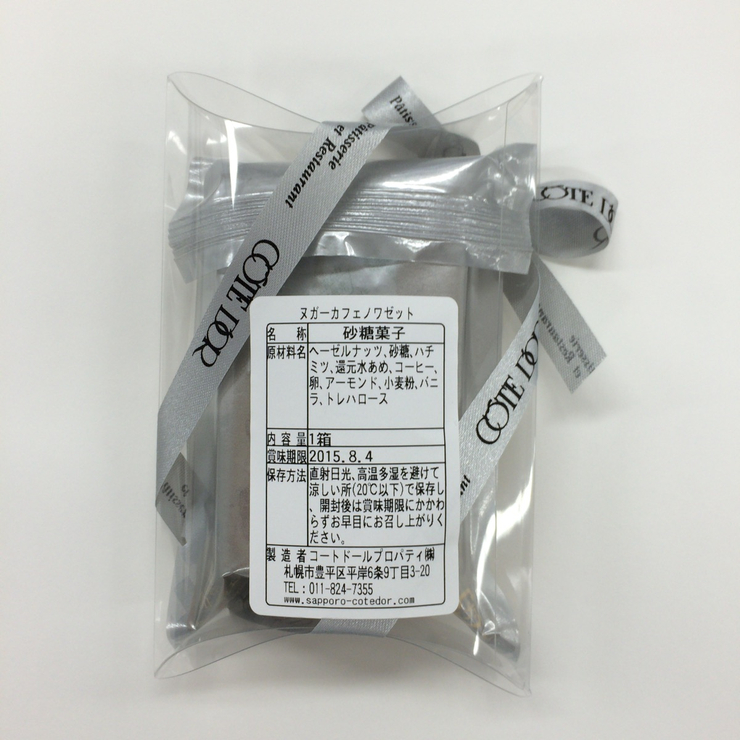 Pâtisserie
et Restaurant
COTE DOR
COTE D
COTE DOR
ヌガーカフェノワゼット
名 称 砂糖菓子
原材料名 ヘーゼルナッツ、砂糖、ハチ
ミツ、還元水あめ、コーヒー、
卵、アーモンド、小麦粉、バニ
ラ、トレハロース
内容量 1箱
賞味期限 2015.8.4
保存方法 直射日光、高温多湿を避けて
涼しい所(20℃以下)で保存し
、開封後は賞味期限にかかわ
らずお早目にお召し上がりく
ださい。
製造者 コートドールプロパティ㈱
札幌市豊平区平岸6条9丁目3-20
TEL:011-824-7355
www.sapporo-cotedor.com